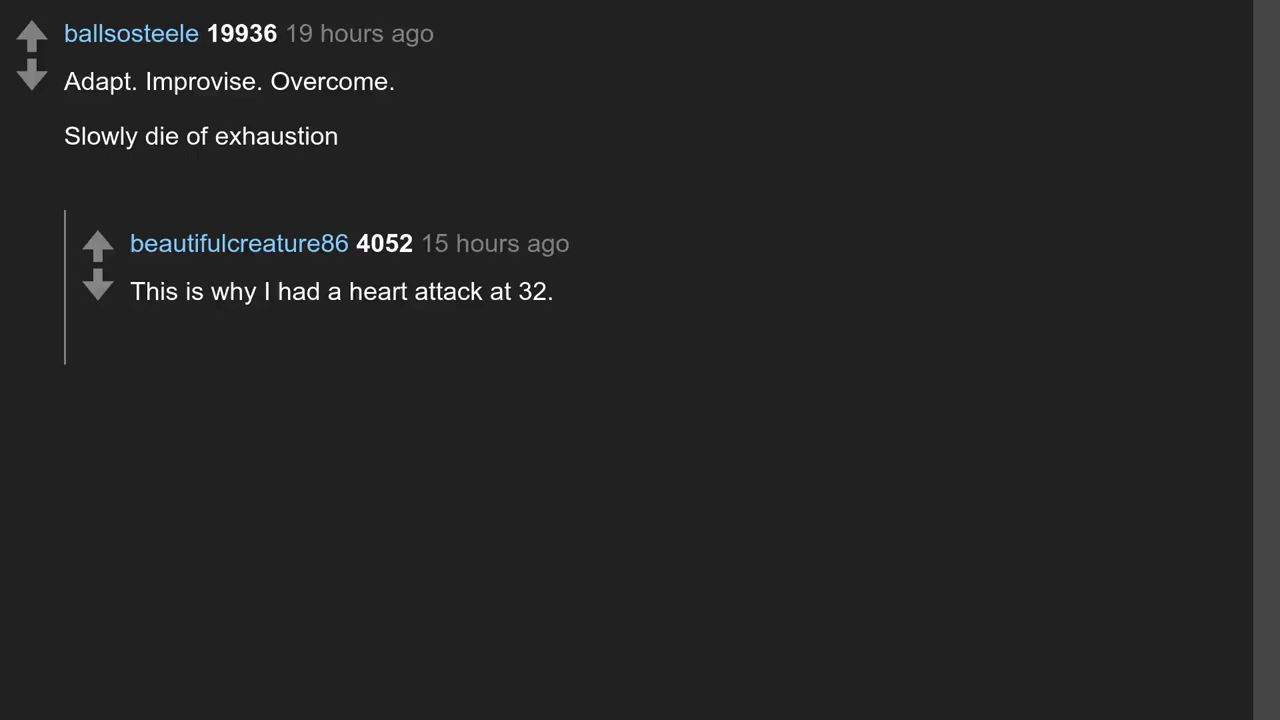 ballsosteele 19936 19 hours ago
Adapt. Improvise. Overcome.
Slowly die of exhaustion
beautifulcreature86 4052 15 hours ago
This is why I had a heart attack at 32.